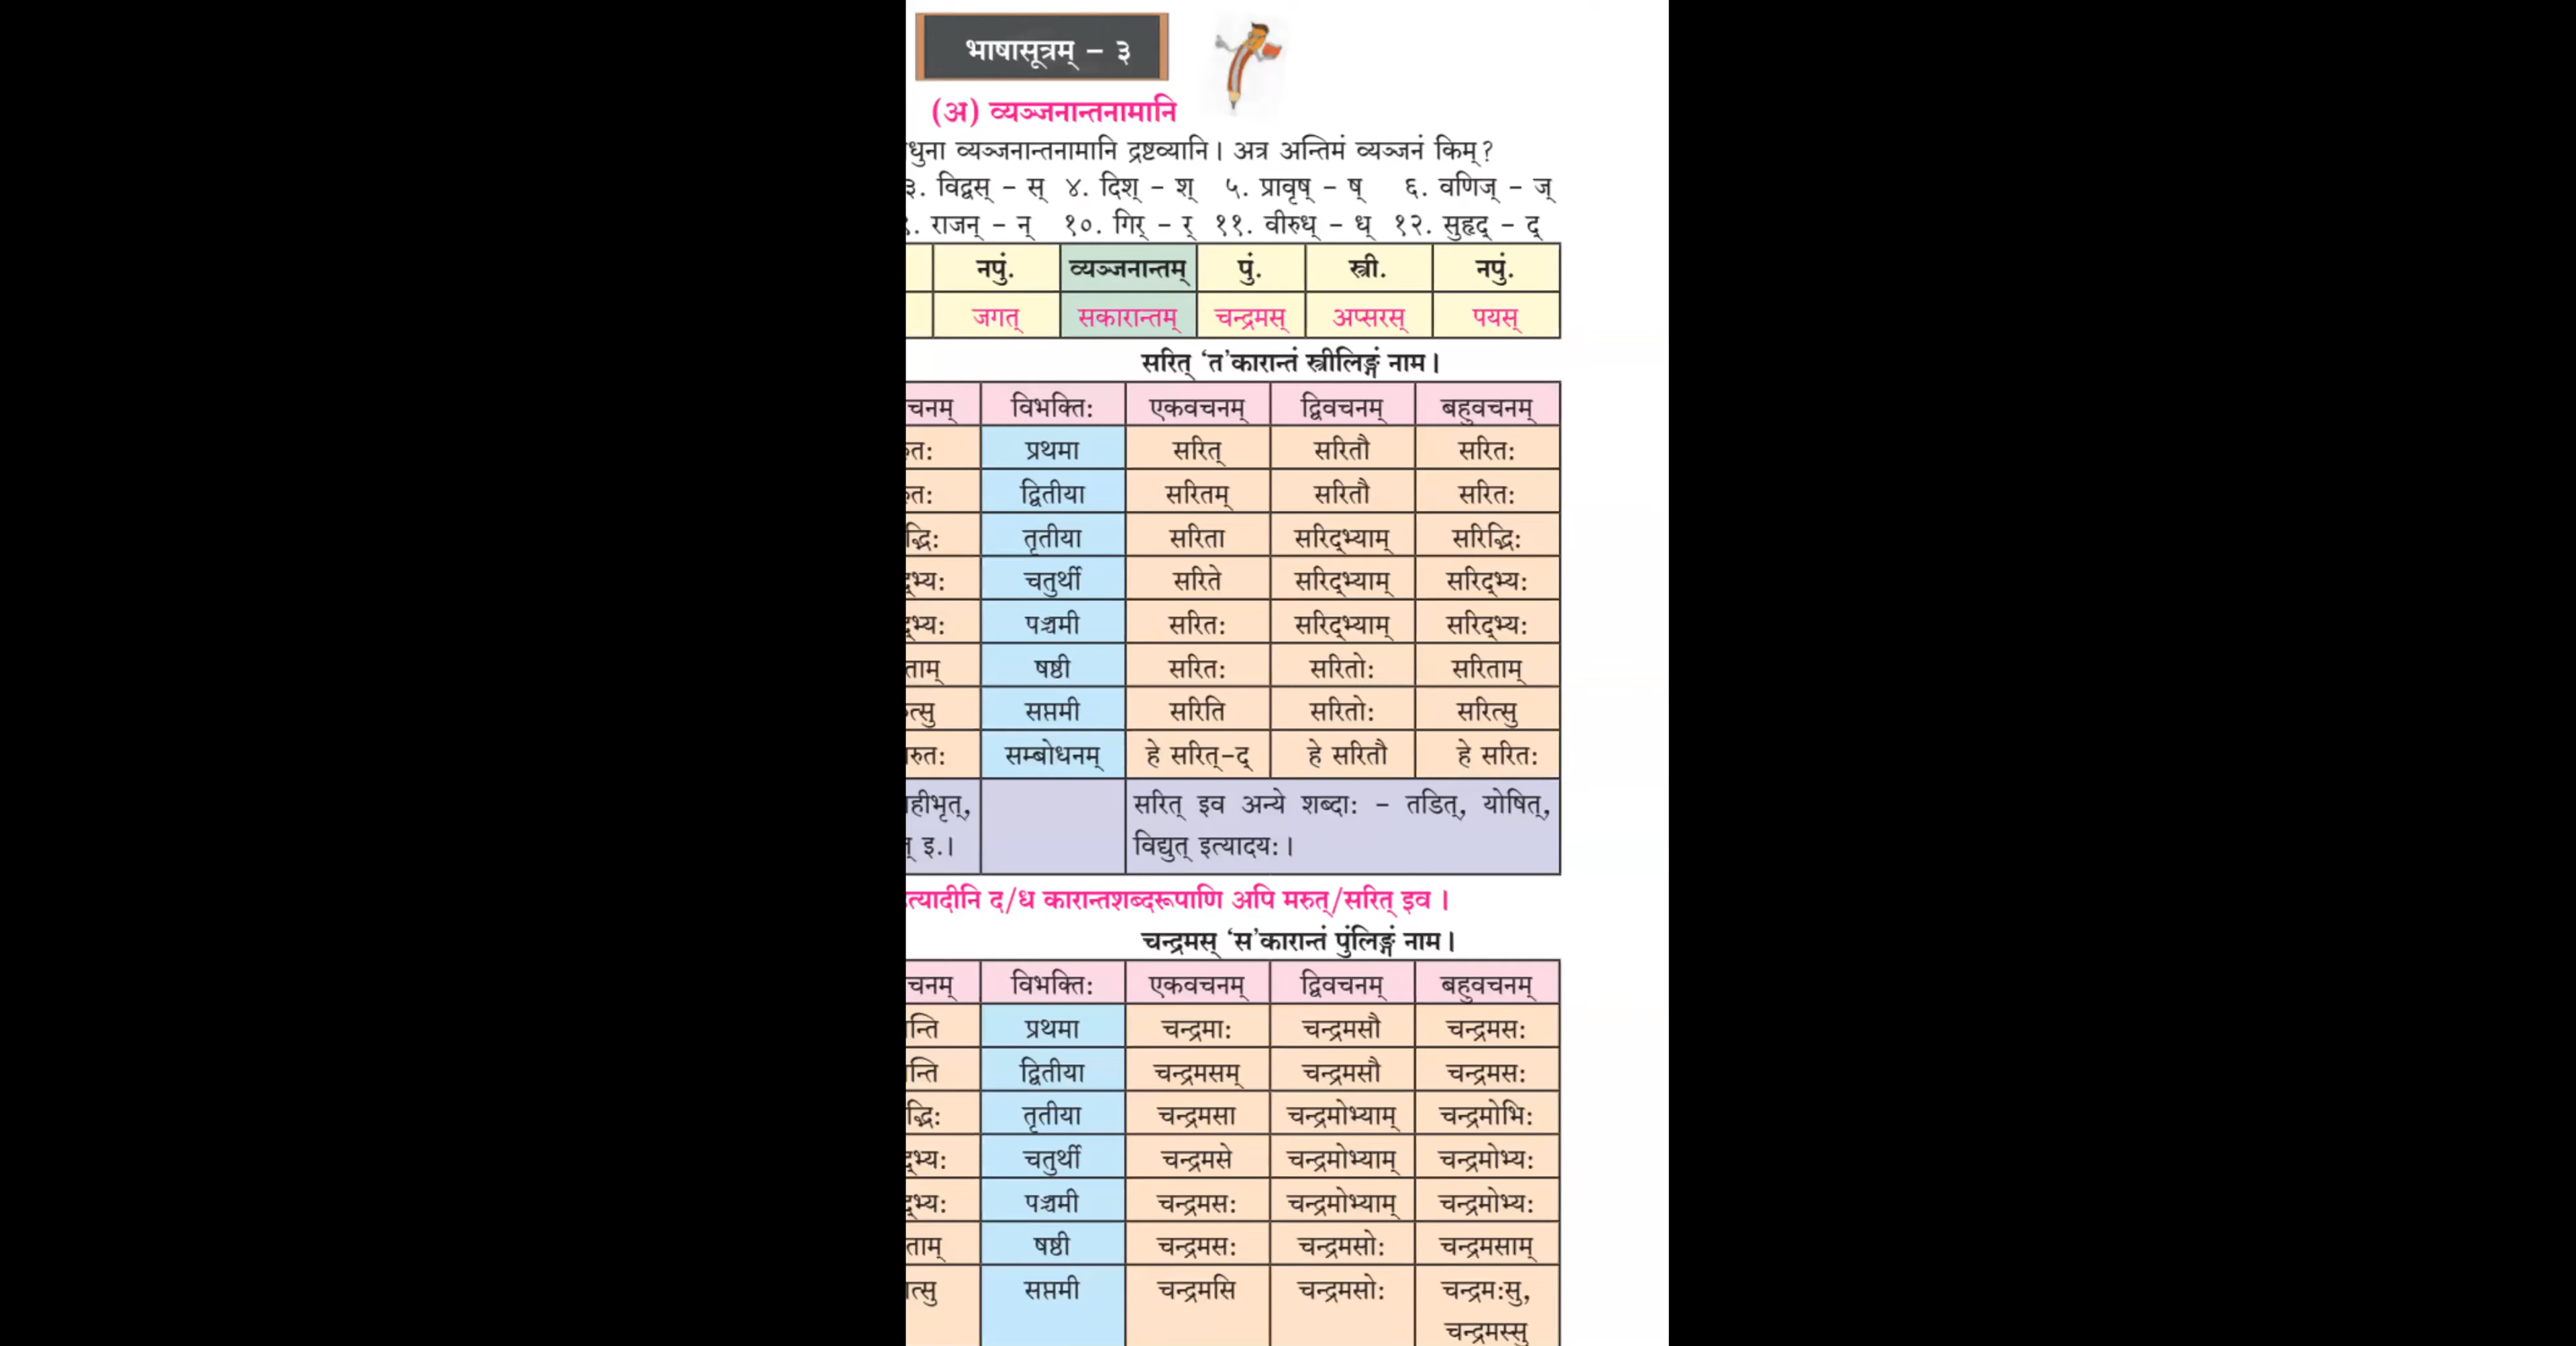 भाषासूत्रम् – ३
(अ) व्यञ्जनान्तनामानि
व्यञ्जनान्तनामानि द्रष्टव्यानि। अत्र अन्तिमं व्यञ्जनं किम्?
३. विद्वस् – स् ४. दिश् – श् ५. प्रावृष् – ष् ६. वणिज् – ज्
राजन् – न् १०. गिर् – र् ११. वीरुध् – ध् १२. सुहृद् – द्
नपुं. व्यञ्जनान्तम् पुं. स्त्री. नपुं.
जगत् सकारान्तम् चन्द्रमस् अप्सरस् पयस्
सरित् ‘त’कारान्तं स्त्रीलिङ्गं नाम।
चनम् विभक्तिः एकवचनम् द्विवचनम् बहुवचनम्
प्रथमा सरित् सरितौ सरितः
द्वितीया सरितम् सरितौ सरितः
द्भिः तृतीया सरिता सरिद्भ्याम् सरिद्भिः
द्भ्यः चतुर्थी सरिते सरिद्भ्याम् सरिद्भ्यः
द्भ्यः पञ्चमी सरितः सरिद्भ्याम् सरिद्भ्यः
ताम् षष्ठी सरितः सरितोः सरिताम्
त्सु सप्तमी सरिति सरितोः सरित्सु
रुतः सम्बोधनम् हे सरित्-द् हे सरितौ हे सरितः
हीभृत्, सरित् इव अन्ये शब्दाः – तडित्, योषित्,
इ.। विद्युत् इत्यादयः।
त्यादीनि द/ध कारान्तशब्दरूपाणि अपि मरुत्/सरित् इव ।
चन्द्रमस् ‘स’कारान्तं पुंलिङ्गं नाम।
चनम् विभक्तिः एकवचनम् द्विवचनम् बहुवचनम्
न्ति प्रथमा चन्द्रमाः चन्द्रमसौ चन्द्रमसः
न्ति द्वितीया चन्द्रमसम् चन्द्रमसौ चन्द्रमसः
द्भिः तृतीया चन्द्रमसा चन्द्रमोभ्याम् चन्द्रमोभिः
द्भ्यः चतुर्थी चन्द्रमसे चन्द्रमोभ्याम् चन्द्रमोभ्यः
द्भ्यः पञ्चमी चन्द्रमसः चन्द्रमोभ्याम् चन्द्रमोभ्यः
ताम् षष्ठी चन्द्रमसः चन्द्रमसोः चन्द्रमसाम्
त्सु सप्तमी चन्द्रमसि चन्द्रमसोः चन्द्रमःसु,
चन्द्रमस्सु